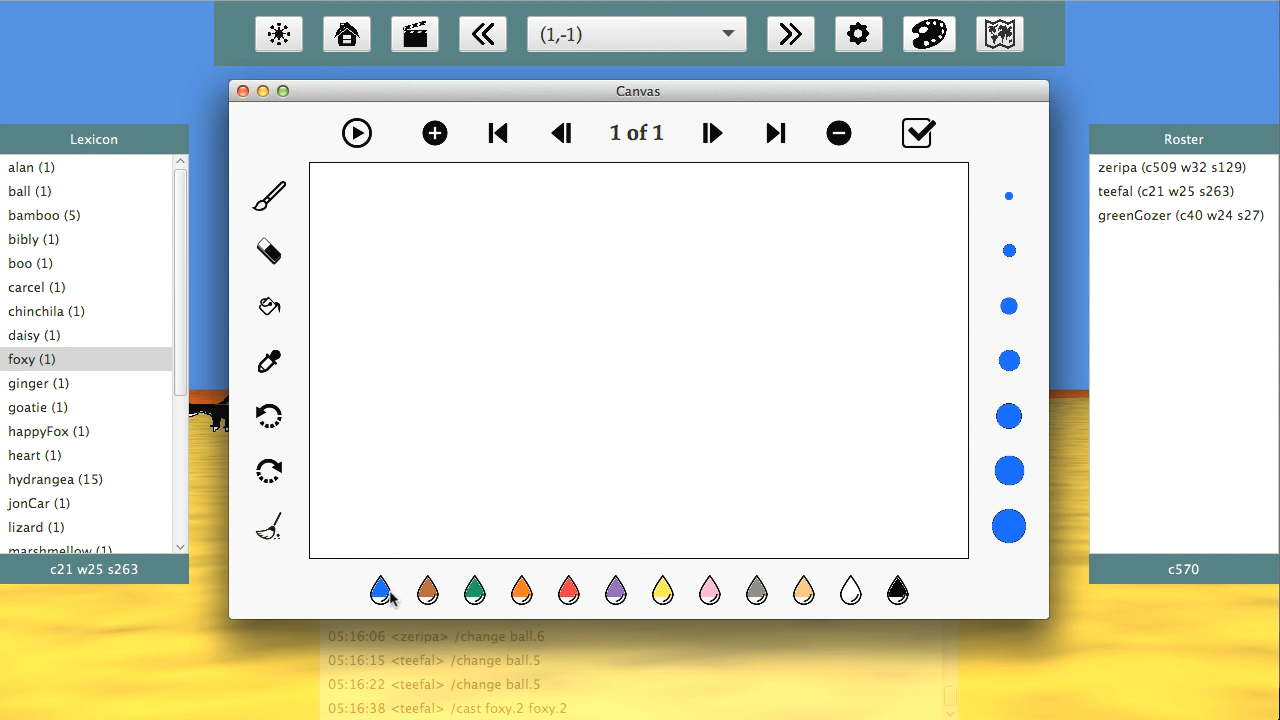 (1,-1)
Canvas
1 of 1
Lexicon
alan (1)
ball (1)
bamboo (5)
bibly (1)
boo (1)
carcel (1)
chinchila (1)
daisy (1)
foxy (1)
ginger (1)
goatie (1)
happyFox (1)
heart (1)
hydrangea (15)
jonCar (1)
lizard (1)
marshmellow (1)
c21 w25 s263
Roster
zeripa (c509 w32 s129)
teefal (c21 w25 s263)
greenGozer (c40 w24 s27)
c570
05:16:06 <zeripa> /change ball.6
05:16:15 <teefal> /change ball.5
05:16:22 <teefal> /change ball.5
05:16:38 <teefal> /cast foxy.2 foxy.2